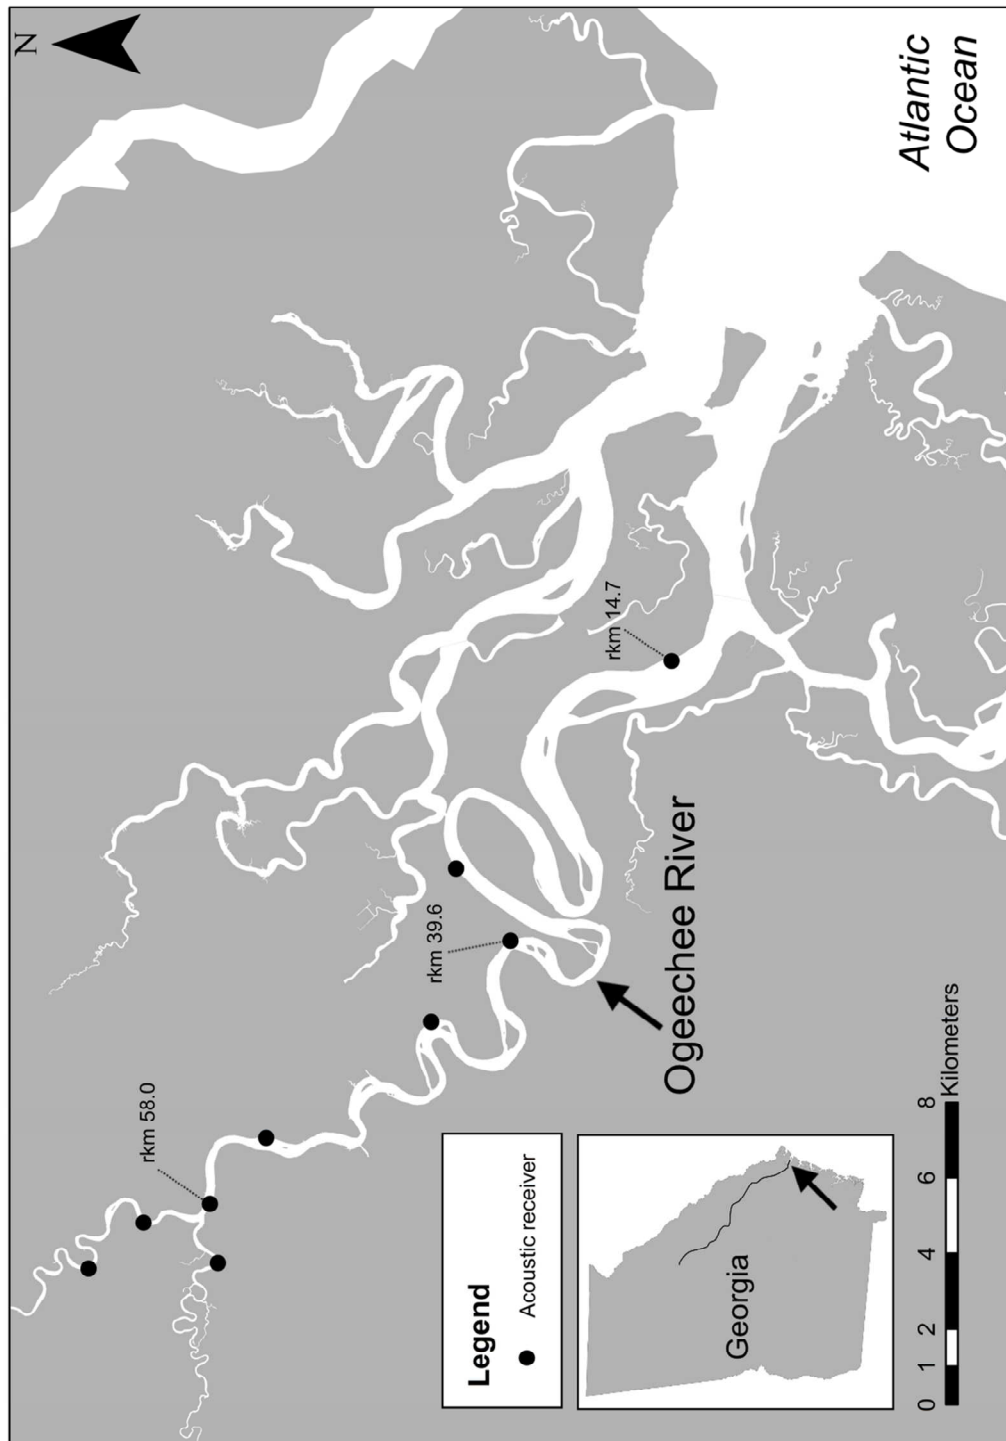 N
Atlantic
Ocean
rkm 14.7
rkm 39.6
rkm 58.0
Ogeechee River
Legend
Acoustic receiver
Georgia
0 1 2 4 6 8
Kilometers